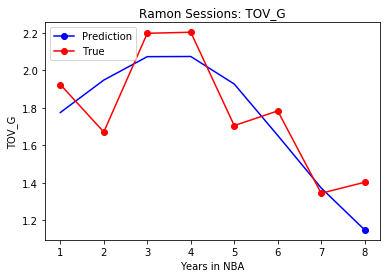 Ramon Sessions: TOV_G
Prediction
True
2.2
2.0
1.8
1.6
1.4
1.2
TOV_G
1 2 3 4 5 6 7 8
Years in NBA